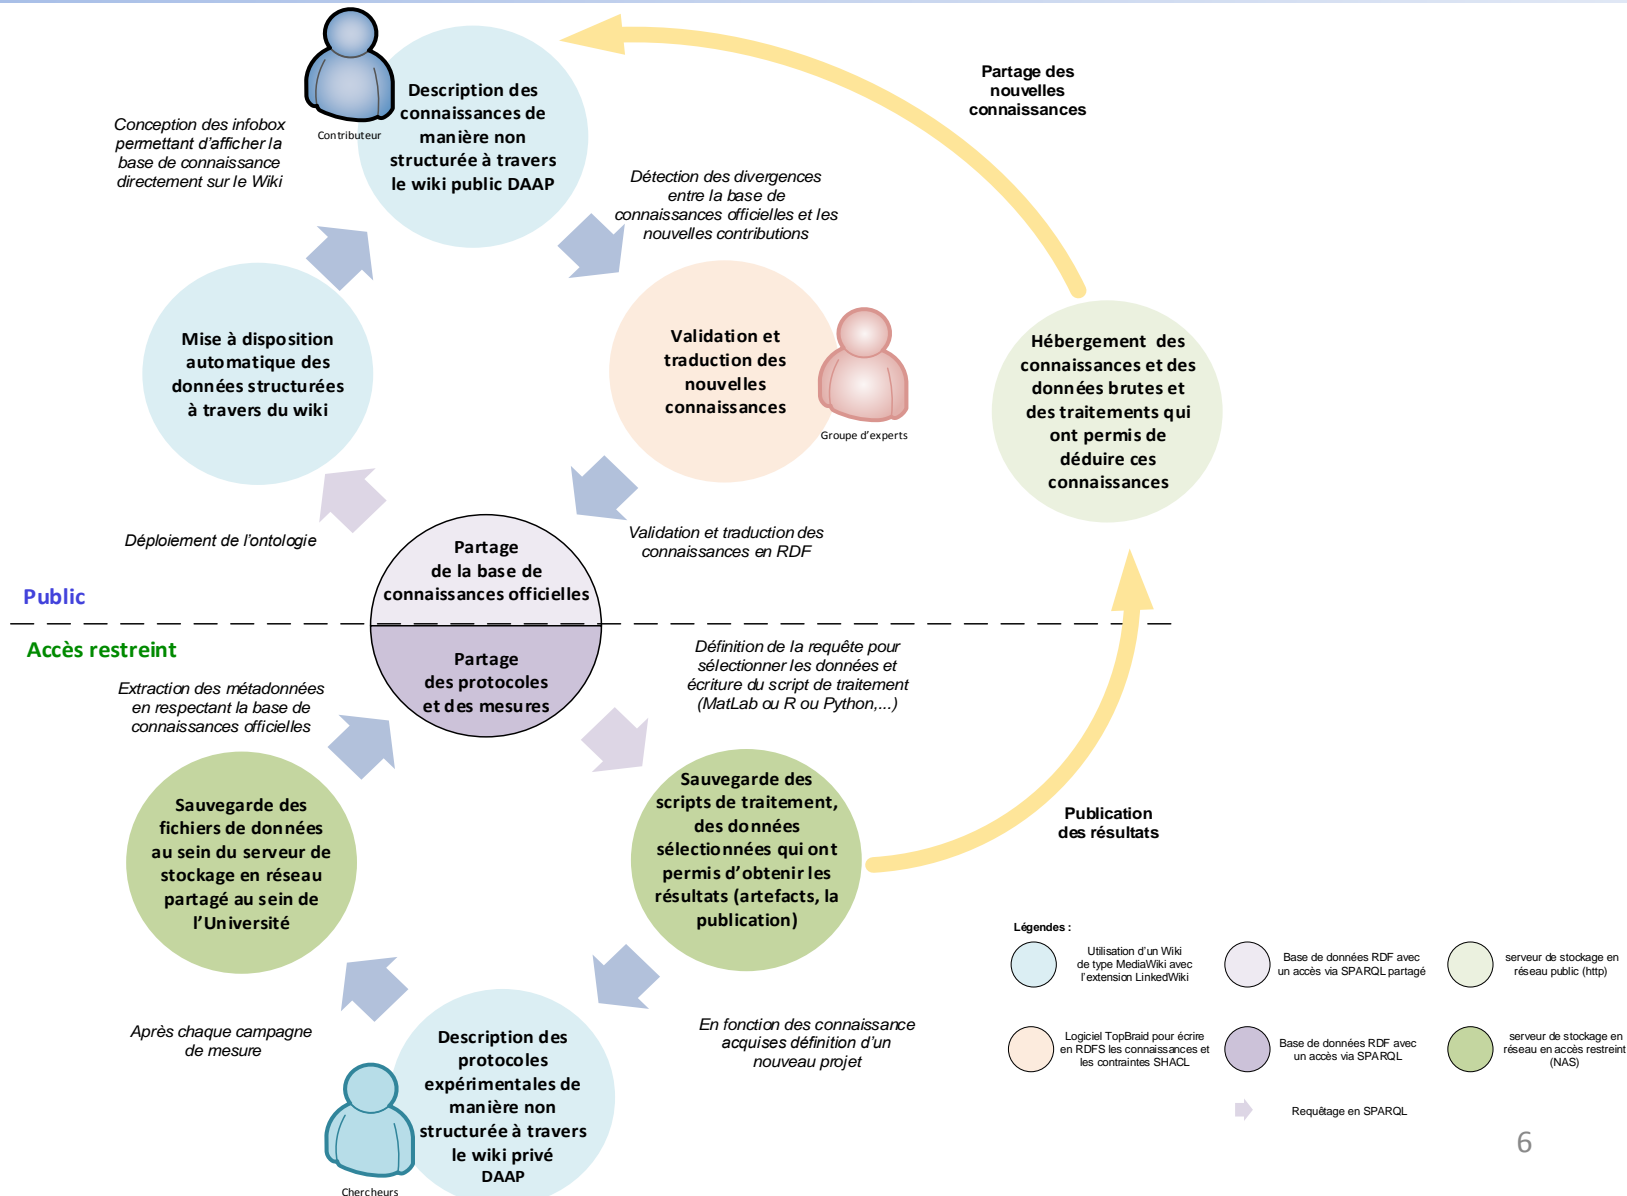 Contributeur
Description des
connaissances de
manière non
structurée à travers
le wiki public DAAP
Partage des
nouvelles
connaissances
Conception des infobox
permettant d'afficher la
base de connaissance
directement sur le Wiki
Détection des divergences
entre la base de
connaissances officielles et les
nouvelles contributions
Mise à disposition
automatique des
données structurées
à travers du wiki
Validation et
traduction des
nouvelles
connaissances
Groupe d'experts
Hébergement des
connaissances et des
données brutes et
des traitements qui
ont permis de
déduire ces
connaissances
Déploiement de l'ontologie
Validation et traduction des
connaissances en RDF
Partage
de la base de
connaissances officielles
Public
Accès restreint
Partage
des protocoles
et des mesures
Extraction des métadonnées
en respectant la base de
connaissances officielles
Définition de la requête pour
sélectionner les données et
écriture du script de traitement
(MatLab ou R ou Python,...)
Sauvegarde des
fichiers de données
au sein du serveur de
stockage en réseau
partagé au sein de
l'Université
Sauvegarde des
scripts de traitement,
des données
sélectionnées qui ont
permis d'obtenir les
résultats (artefacts, la
publication)
Publication
des résultats
Après chaque campagne
de mesure
En fonction des connaissance
acquises définition d'un
nouveau projet
Description des
protocoles
expérimentales de
manière non
structurée à travers
le wiki privé
DAAP
Chercheurs
Légendes :
Utilisation d'un Wiki
de type MediaWiki avec
l'extension LinkedWiki
Base de données RDF avec
un accès via SPARQL partagé
serveur de stockage en
réseau public (http)
Logiciel TopBraid pour écrire
en RDFS les connaissances et
les contraintes SHACL
Base de données RDF avec
un accès via SPARQL
serveur de stockage en
réseau en accès restreint
(NAS)
Requêtage en SPARQL
6